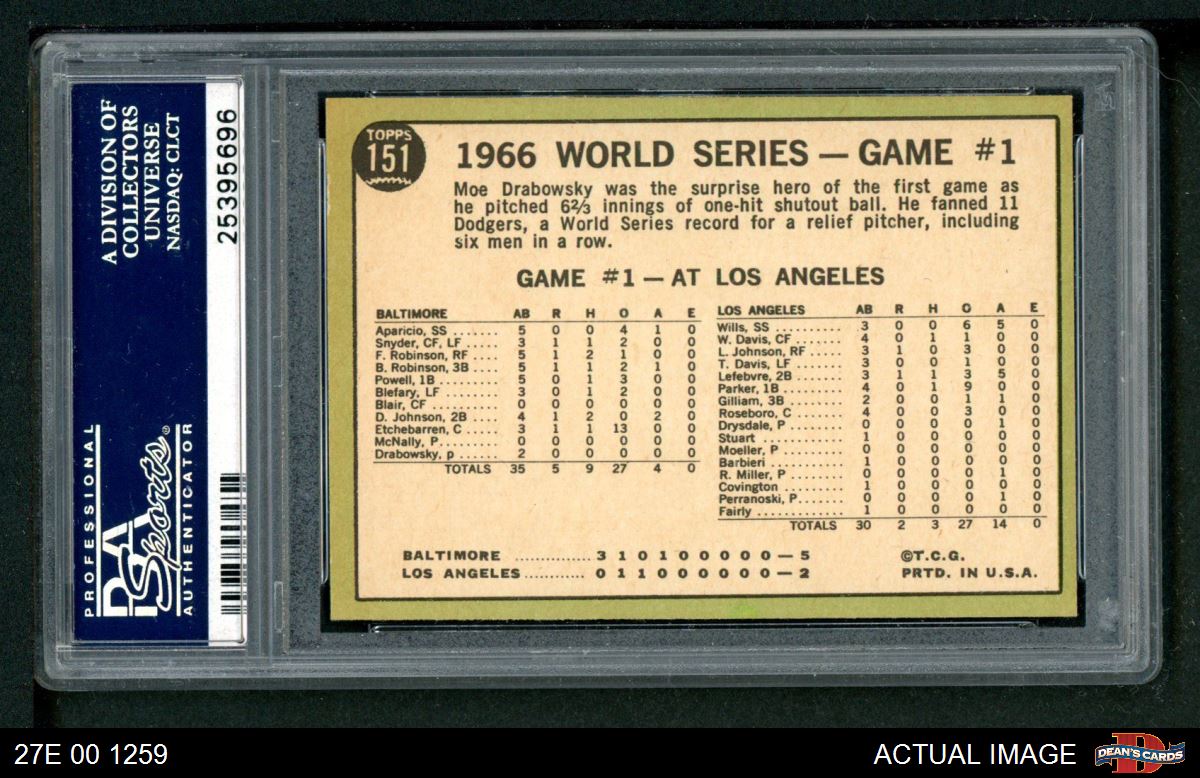 A DIVISION OF
COLLECTORS
UNIVERSE
NASDAQ: CLCT
25395696
PROFESSIONAL
PSA
Sports®
AUTHENTICATOR
TOPPS
151
1966 WORLD SERIES — GAME #1
Moe Drabowsky was the surprise hero of the first game as
he pitched 6⅔ innings of one-hit shutout ball. He fanned 11
Dodgers, a World Series record for a relief pitcher, including
six men in a row.
GAME #1 — AT LOS ANGELES
BALTIMORE AB R H O A E
Aparicio, SS ....... 5 0 0 4 1 0
Snyder, CF, LF .... 3 1 1 2 0 0
F. Robinson, RF .... 5 1 2 1 0 0
B. Robinson, 3B .... 5 1 1 2 1 0
Powell, 1B ........ 5 0 1 3 0 0
Blefary, LF ....... 3 0 1 2 0 0
Blair, CF .......... 0 0 0 0 0 0
D. Johnson, 2B .... 4 1 2 0 2 0
Etchebarren, C .... 3 1 1 13 0 0
McNally, P......... 0 0 0 0 0 0
Drabowsky, p ...... 2 0 0 0 0 0
TOTALS 35 5 9 27 4 0
LOS ANGELES AB R H O A E
Wills, SS .......... 3 0 0 6 5 0
W. Davis, CF ...... 4 0 1 1 0 0
L. Johnson, RF ..... 3 1 0 3 0 0
T. Davis, LF ....... 3 0 0 1 0 0
Lefebvre, 2B ....... 3 1 1 3 5 0
Parker, 1B ......... 4 0 1 9 0 0
Gilliam, 3B ........ 2 0 0 1 1 0
Roseboro, C ....... 4 0 0 3 0 0
Drysdale, P ........ 0 0 0 0 1 0
Stuart ............. 1 0 0 0 0 0
Moeller, P ......... 0 0 0 0 0 0
Barbieri ........... 1 0 0 0 0 0
R. Miller, P ........ 0 0 0 0 1 0
Covington .......... 1 0 0 0 0 0
Perranoski, P....... 0 0 0 0 1 0
Fairly ............. 1 0 0 0 0 0
TOTALS 30 2 3 27 14 0
BALTIMORE ............. 3 1 0 1 0 0 0 0 0 — 5
LOS ANGELES ........... 0 1 1 0 0 0 0 0 0 — 2
©T.C.G.
PRTD. IN U.S.A.
27E 00 1259
ACTUAL IMAGE
D
DEAN'S CARDS